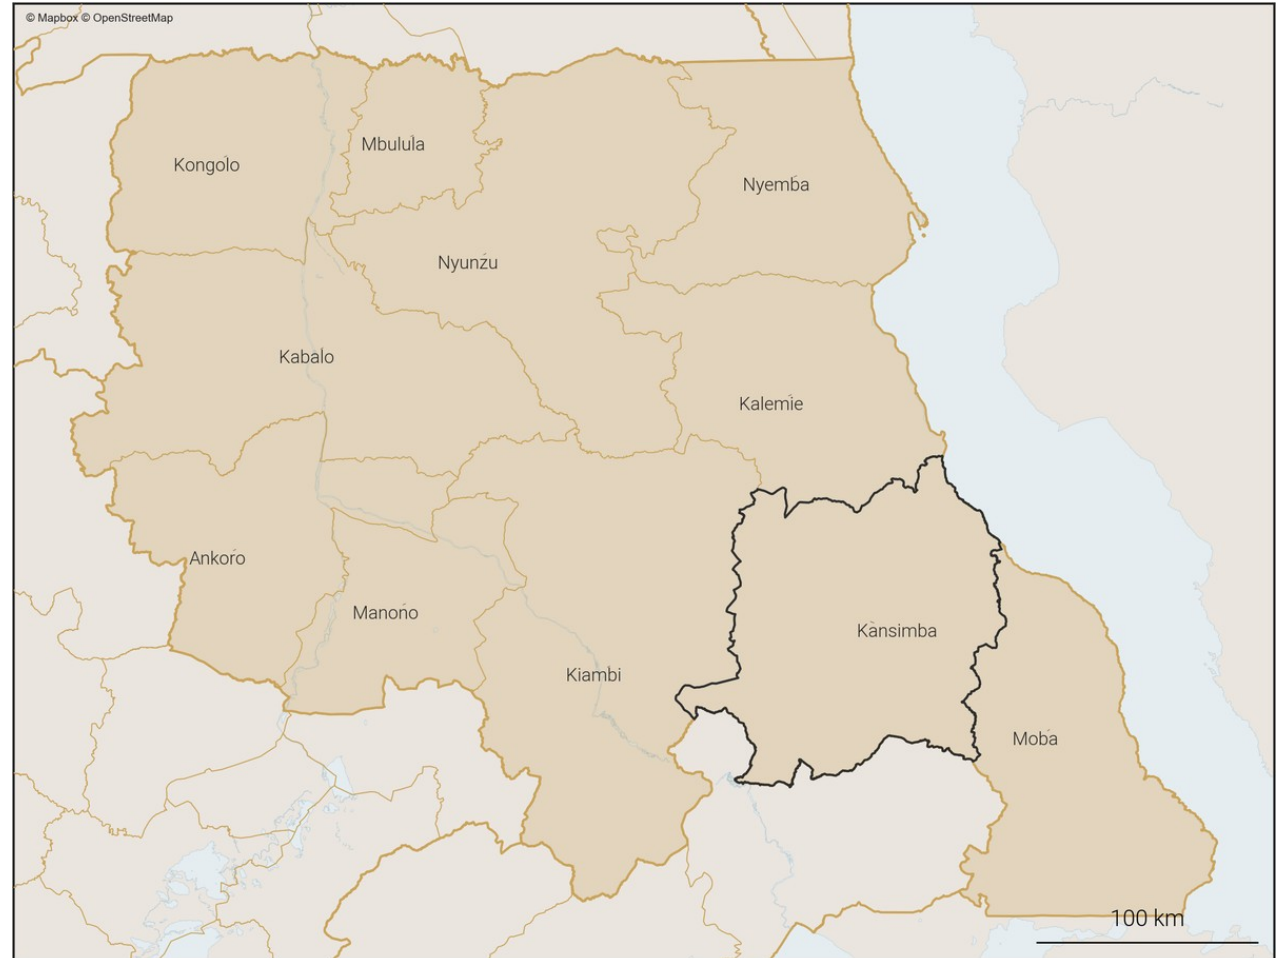 © Mapbox © OpenStreetMap
Mbulula
Kongolo
Nyemba
Nyunzu
Kabalo
Kalemie
Ankoro
Manono
Kansimba
Kiambi
Moba
100 km